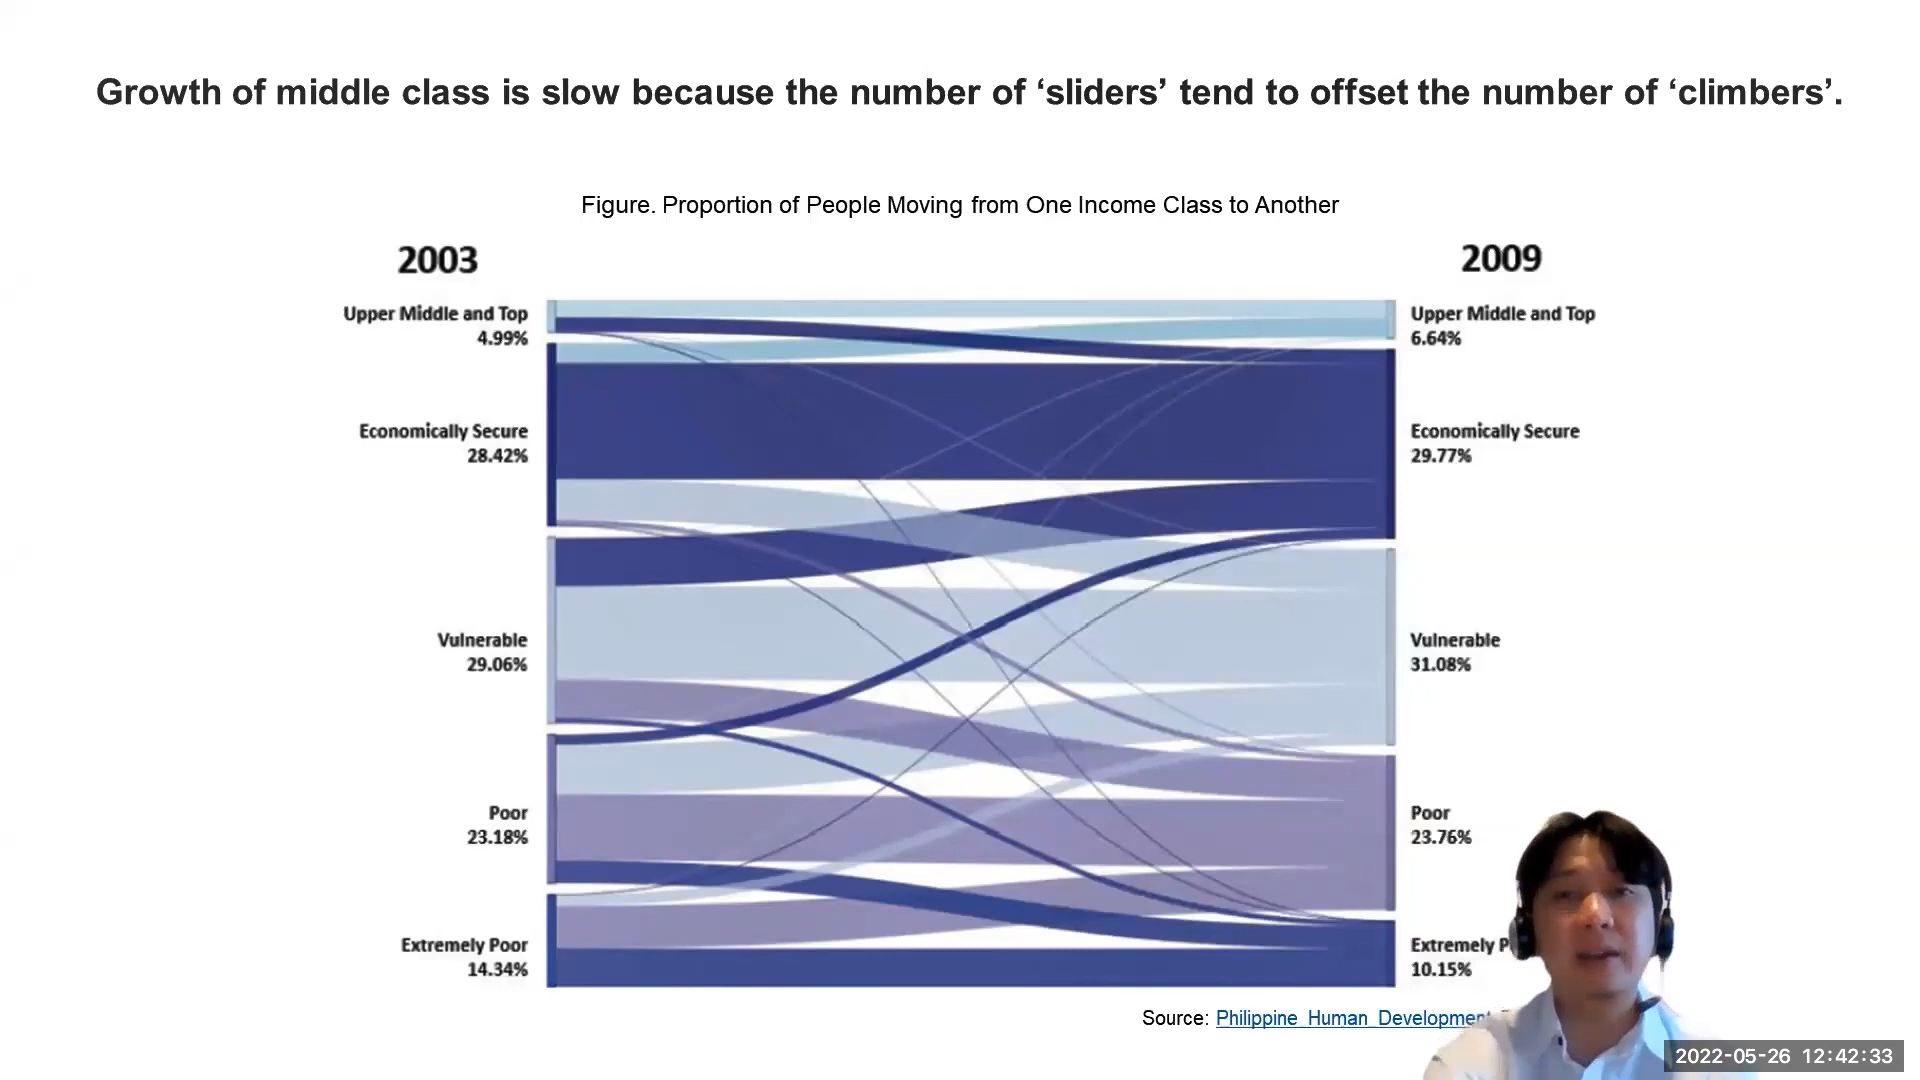 Growth of middle class is slow because the number of ‘sliders’ tend to offset the number of ‘climbers’.
Figure. Proportion of People Moving from One Income Class to Another
2003
2009
Upper Middle and Top
4.99%
Upper Middle and Top
6.64%
Economically Secure
28.42%
Economically Secure
29.77%
Vulnerable
29.06%
Vulnerable
31.08%
Poor
23.18%
Poor
23.76%
Extremely Poor
14.34%
Extremely
10.15%
Source: Philippine Human Development
2022-05-26 12:42:33